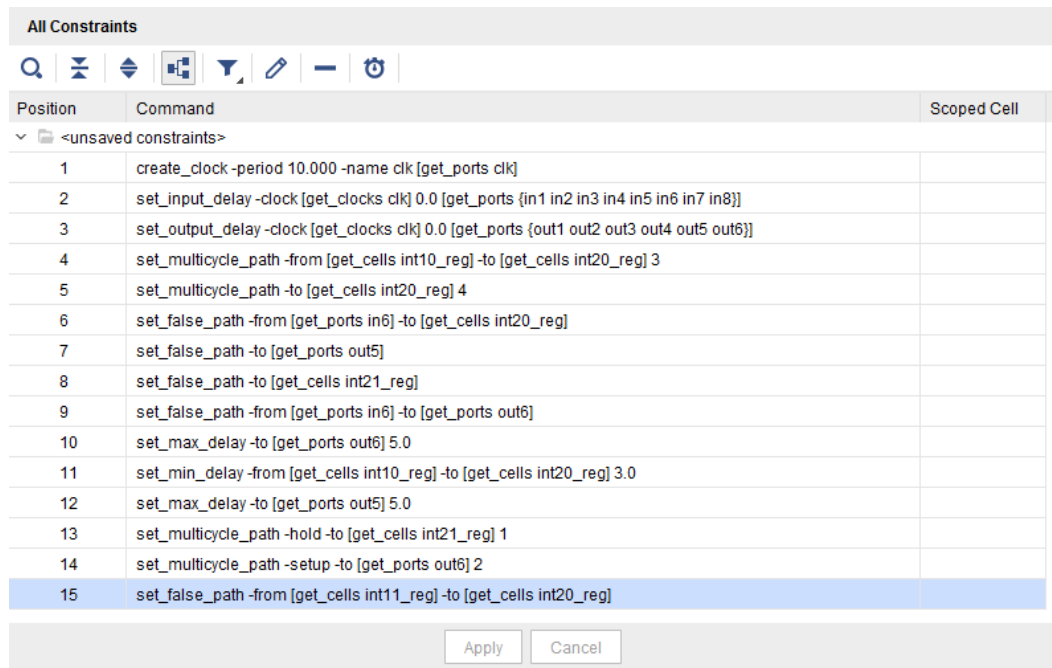 All Constraints
Position Command Scoped Cell
<unsaved constraints>
1 create_clock -period 10.000 -name clk [get_ports clk]
2 set_input_delay -clock [get_clocks clk] 0.0 [get_ports {in1 in2 in3 in4 in5 in6 in7 in8}]
3 set_output_delay -clock [get_clocks clk] 0.0 [get_ports {out1 out2 out3 out4 out5 out6}]
4 set_multicycle_path -from [get_cells int10_reg] -to [get_cells int20_reg] 3
5 set_multicycle_path -to [get_cells int20_reg] 4
6 set_false_path -from [get_ports in6] -to [get_cells int20_reg]
7 set_false_path -to [get_ports out5]
8 set_false_path -to [get_cells int21_reg]
9 set_false_path -from [get_ports in6] -to [get_ports out6]
10 set_max_delay -to [get_ports out6] 5.0
11 set_min_delay -from [get_cells int10_reg] -to [get_cells int20_reg] 3.0
12 set_max_delay -to [get_ports out5] 5.0
13 set_multicycle_path -hold -to [get_cells int21_reg] 1
14 set_multicycle_path -setup -to [get_ports out6] 2
15 set_false_path -from [get_cells int11_reg] -to [get_cells int20_reg]
Apply Cancel